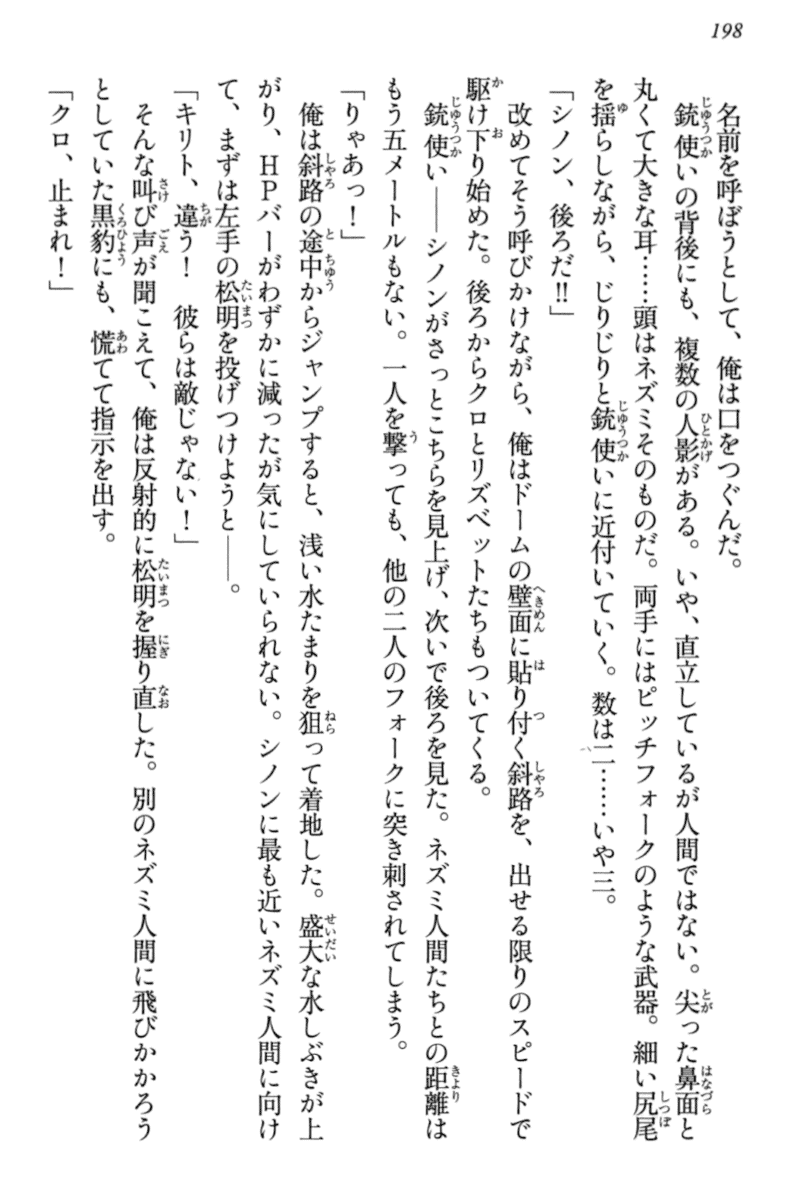 198
名前を呼ぼうとして、俺は口をつぐんだ。
銃使いの背後にも、複数の人影がある。いや、直立しているが人間ではない。尖った鼻面と
丸くて大きな耳……頭はネズミそのものだ。両手にはピッチフォークのような武器。細い尻尾
を揺らしながら、じりじりと銃使いに近付いていく。数は二……いや三。
「シノン、後ろだ!!」
改めてそう呼びかけながら、俺はドームの壁面に貼り付く斜路を、出せる限りのスピードで
駆け下り始めた。後ろからクロとリズベットたちもついてくる。
銃使い――シノンがさっとこちらを見上げ、次いで後ろを見た。ネズミ人間たちとの距離は
もう五メートルもない。一人を撃っても、他の二人のフォークに突き刺されてしまう。
「りゃあっ！」
俺は斜路の途中からジャンプすると、浅い水たまりを狙って着地した。盛大な水しぶきが上
がり、HPバーがわずかに減ったが気にしていられない。シノンに最も近いネズミ人間に向け
て、まずは左手の松明を投げつけようと――。
「キリト、違う！　彼らは敵じゃない！」
そんな叫び声が聞こえて、俺は反射的に松明を握り直した。別のネズミ人間に飛びかかろう
としていた黒豹にも、慌てて指示を出す。
「クロ、止まれ！」